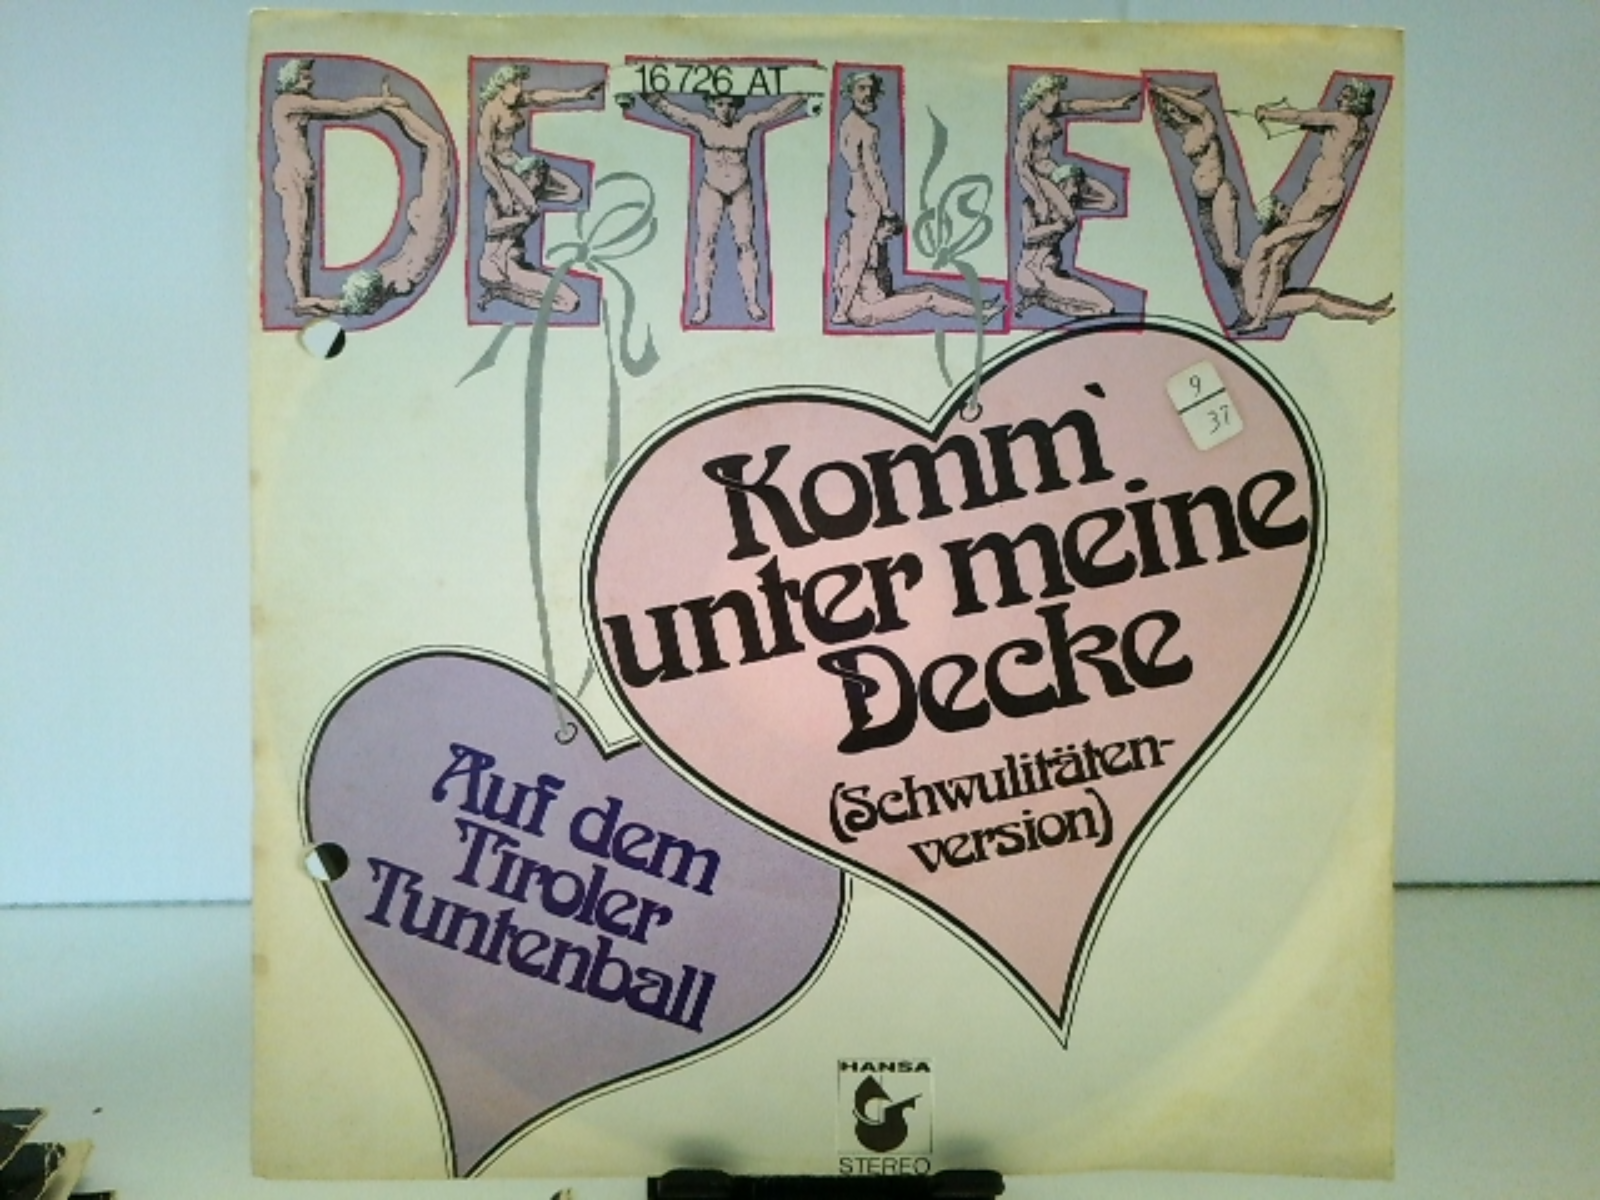 DETLEV
16 726 AT
Komm`
unter meine
Decke
(Schwulitäten-
version)
9
37
Auf dem
Tiroler
Tuntenball
HANSA
STEREO